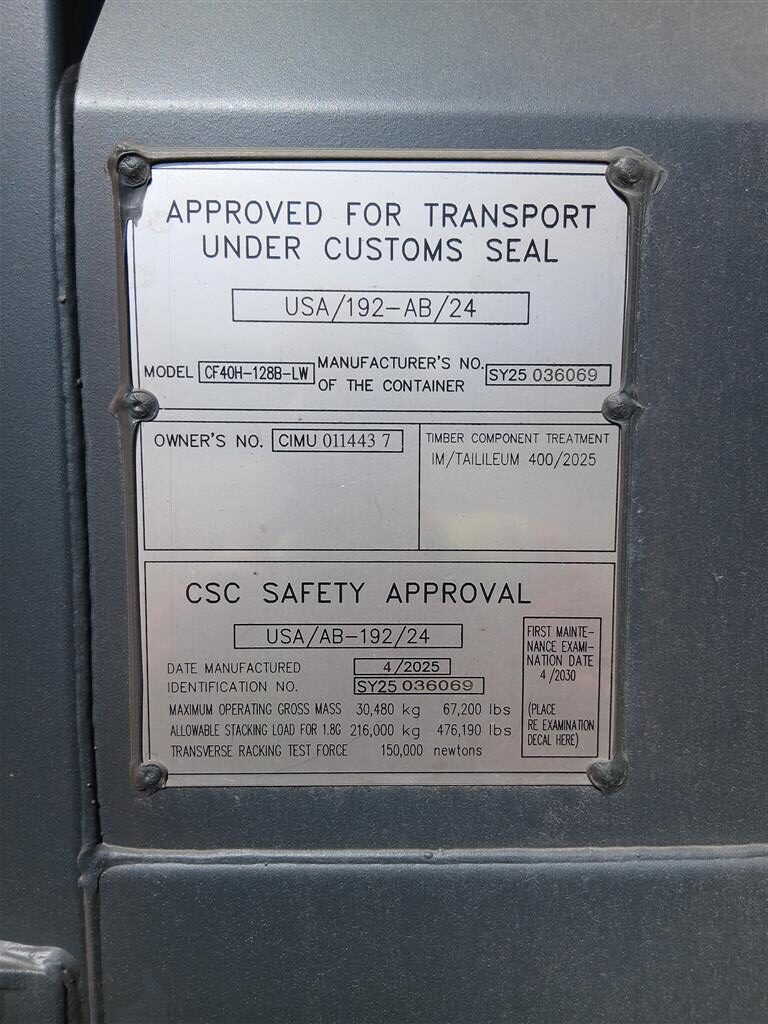 APPROVED FOR TRANSPORT
UNDER CUSTOMS SEAL
USA/192-AB/24
MODEL CF40H-128B-LW MANUFACTURER'S NO. OF THE CONTAINER SY25 036069
OWNER'S NO. CIMU 011443 7
TIMBER COMPONENT TREATMENT
IM/TAILILEUM 400/2025
CSC SAFETY APPROVAL
USA/AB-192/24
DATE MANUFACTURED 4/2025
IDENTIFICATION NO. SY25 036069
MAXIMUM OPERATING GROSS MASS 30,480 kg 67,200 lbs
ALLOWABLE STACKING LOAD FOR 1.8G 216,000 kg 476,190 lbs
TRANSVERSE RACKING TEST FORCE 150,000 newtons
FIRST MAINTE-
NANCE EXAMI-
NATION DATE
4/2030
(PLACE
RE EXAMINATION
DECAL HERE)